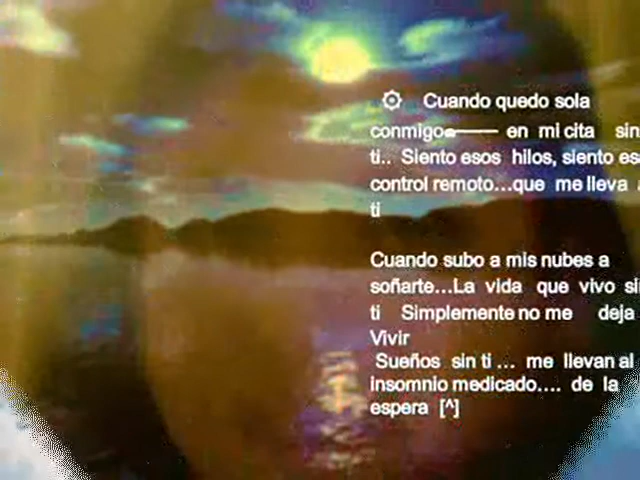 ۞ Cuando quedo sola
conmigo●──── en mi cita sin
ti.. Siento esos hilos, siento es
control remoto...que me lleva a
ti
Cuando subo a mis nubes a
soñarte...La vida que vivo si
ti Simplemente no me deja
Vivir
Sueños sin ti ... me llevan al
insomnio medicado.... de la
espera [^]